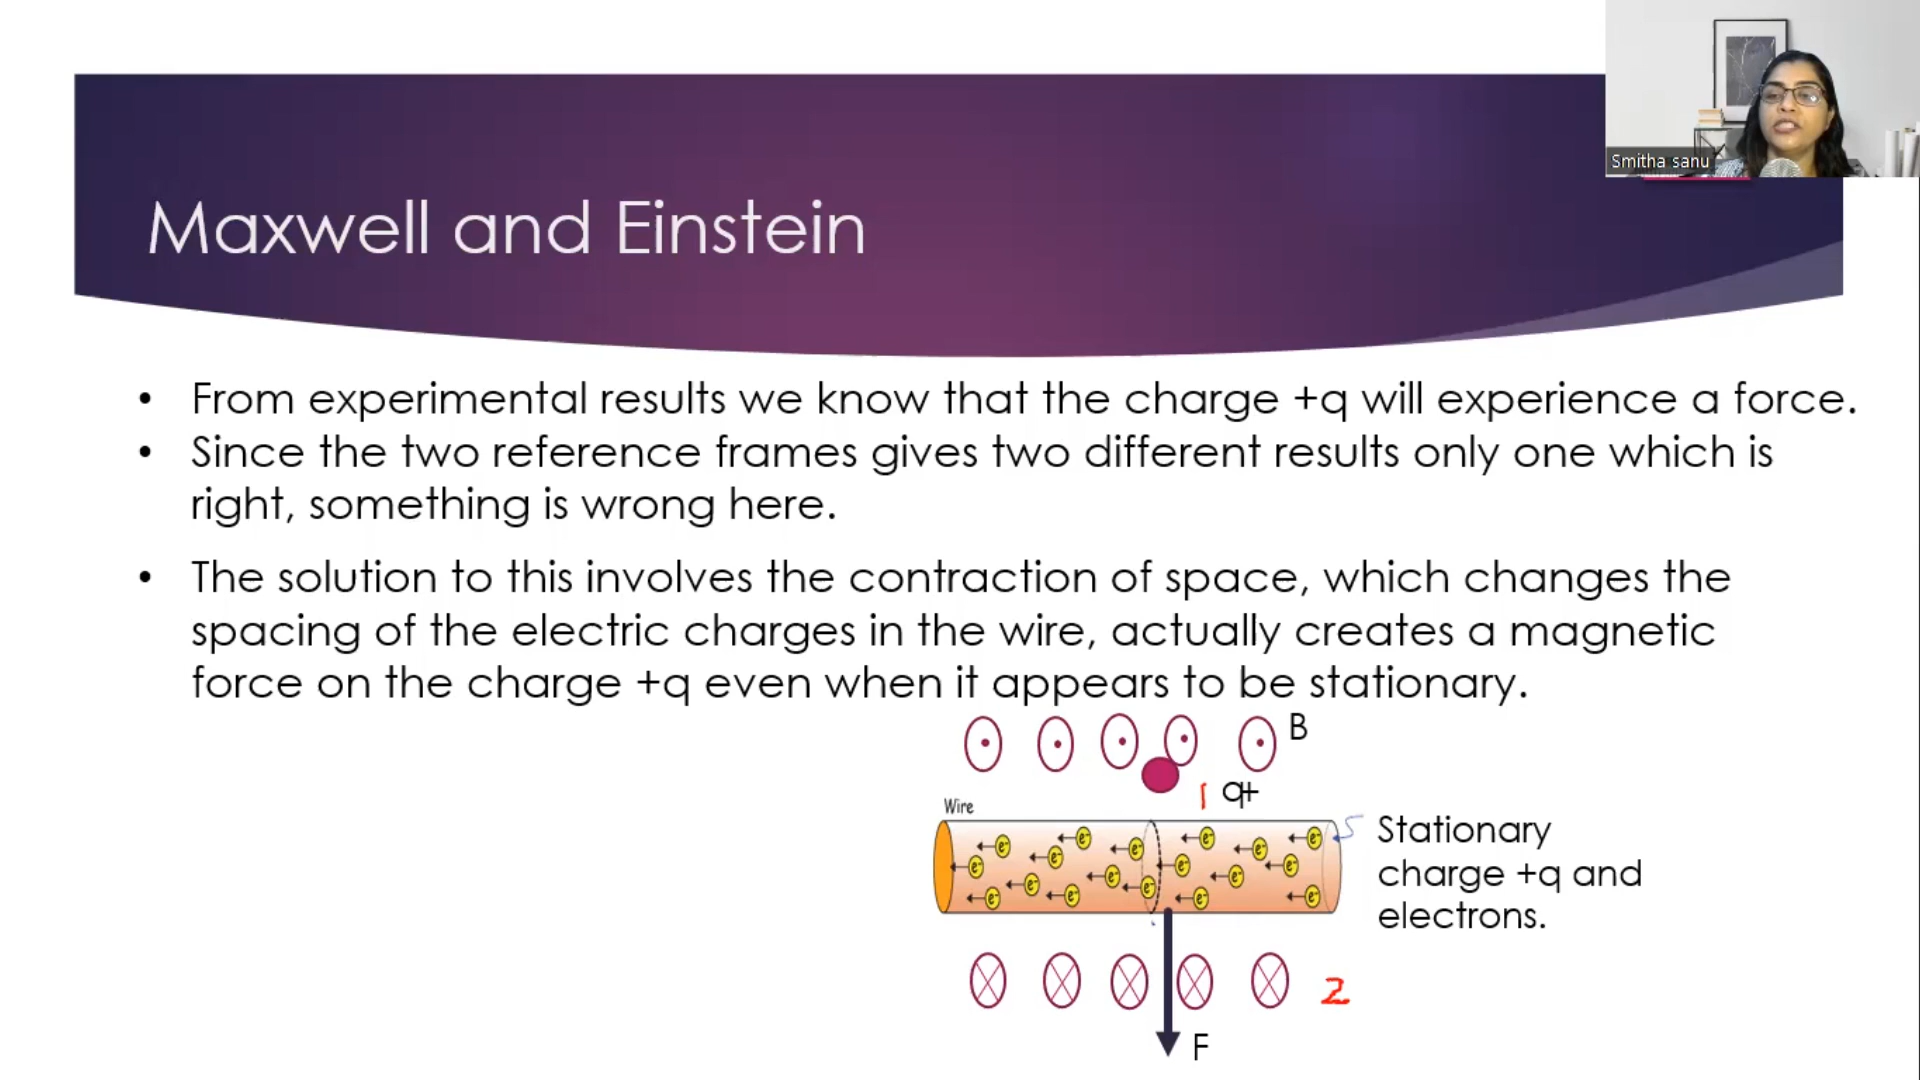 Smitha sanu
Maxwell and Einstein
• From experimental results we know that the charge +q will experience a force.
• Since the two reference frames gives two different results only one which is
right, something is wrong here.
• The solution to this involves the contraction of space, which changes the
spacing of the electric charges in the wire, actually creates a magnetic
force on the charge +q even when it appears to be stationary.
B
1 q+
Wire
e- e- e- e- e- e- e- e- e- e- e- e- e- e- e- e- e- e- e-
Stationary
charge +q and
electrons.
2
F